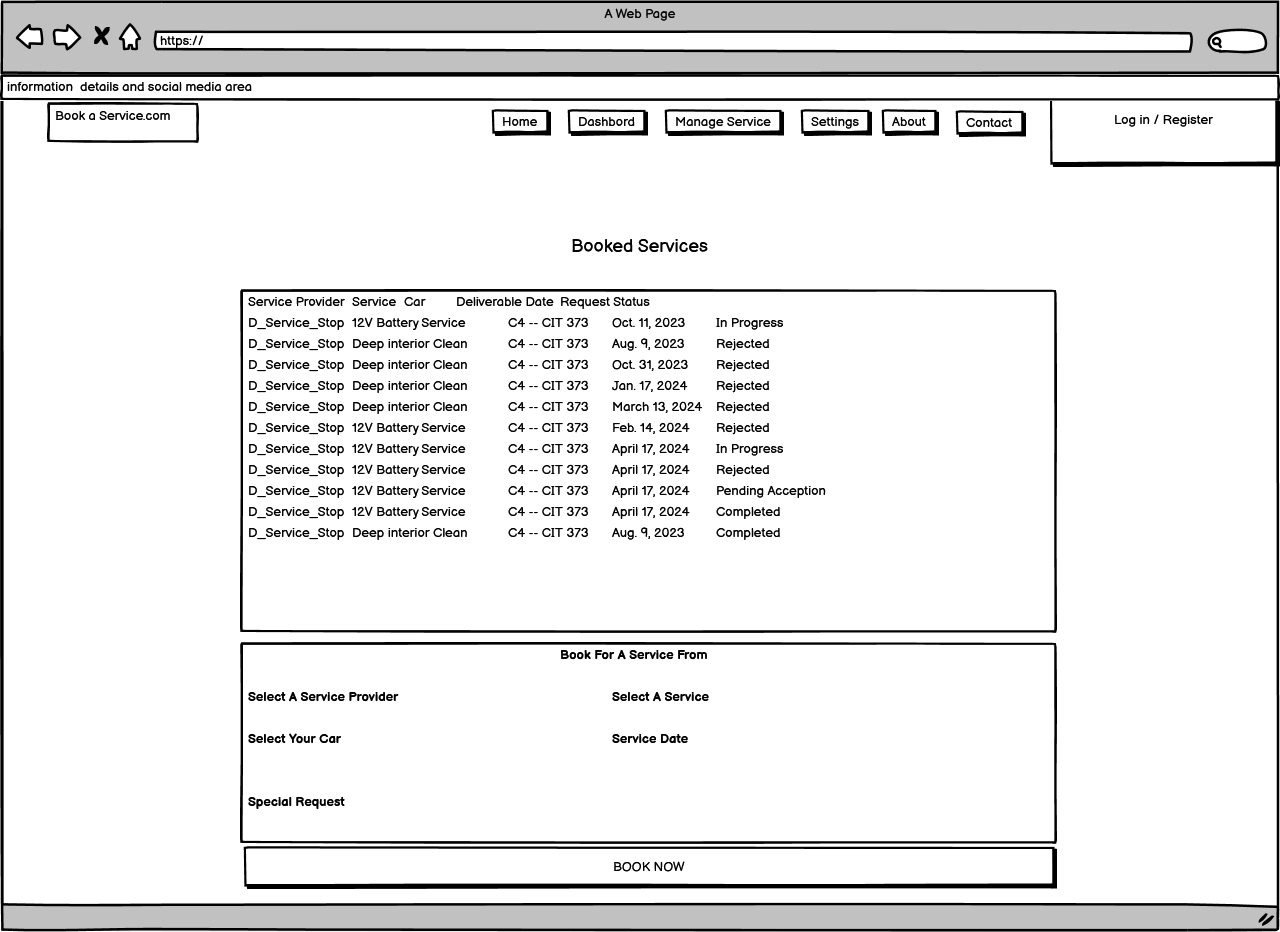 A Web Page
https://
information details and social media area
Book a Service.com
Home Dashbord Manage Service Settings About Contact
Log in / Register
Booked Services
Service Provider Service Car Deliverable Date Request Status
D_Service_Stop 12V Battery Service C4 -- CIT 373 Oct. 11, 2023 In Progress
D_Service_Stop Deep interior Clean C4 -- CIT 373 Aug. 9, 2023 Rejected
D_Service_Stop Deep interior Clean C4 -- CIT 373 Oct. 31, 2023 Rejected
D_Service_Stop Deep interior Clean C4 -- CIT 373 Jan. 17, 2024 Rejected
D_Service_Stop Deep interior Clean C4 -- CIT 373 March 13, 2024 Rejected
D_Service_Stop 12V Battery Service C4 -- CIT 373 Feb. 14, 2024 Rejected
D_Service_Stop 12V Battery Service C4 -- CIT 373 April 17, 2024 In Progress
D_Service_Stop 12V Battery Service C4 -- CIT 373 April 17, 2024 Rejected
D_Service_Stop 12V Battery Service C4 -- CIT 373 April 17, 2024 Pending Acception
D_Service_Stop 12V Battery Service C4 -- CIT 373 April 17, 2024 Completed
D_Service_Stop Deep interior Clean C4 -- CIT 373 Aug. 9, 2023 Completed
Book For A Service From
Select A Service Provider Select A Service
Select Your Car Service Date
Special Request
BOOK NOW